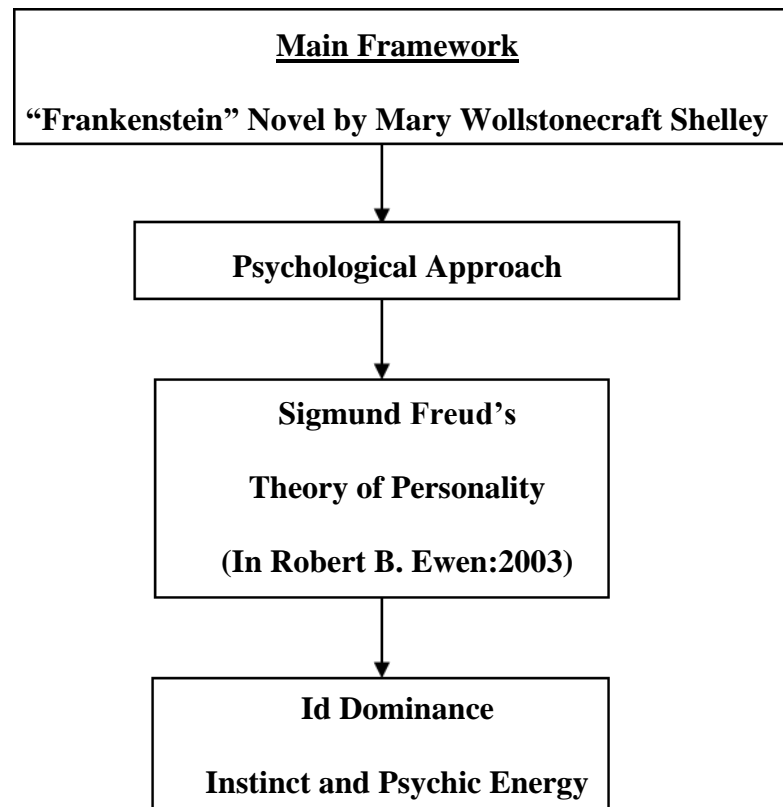 Main Framework
“Frankenstein” Novel by Mary Wollstonecraft Shelley
Psychological Approach
Sigmund Freud’s
Theory of Personality
(In Robert B. Ewen:2003)
Id Dominance
Instinct and Psychic Energy